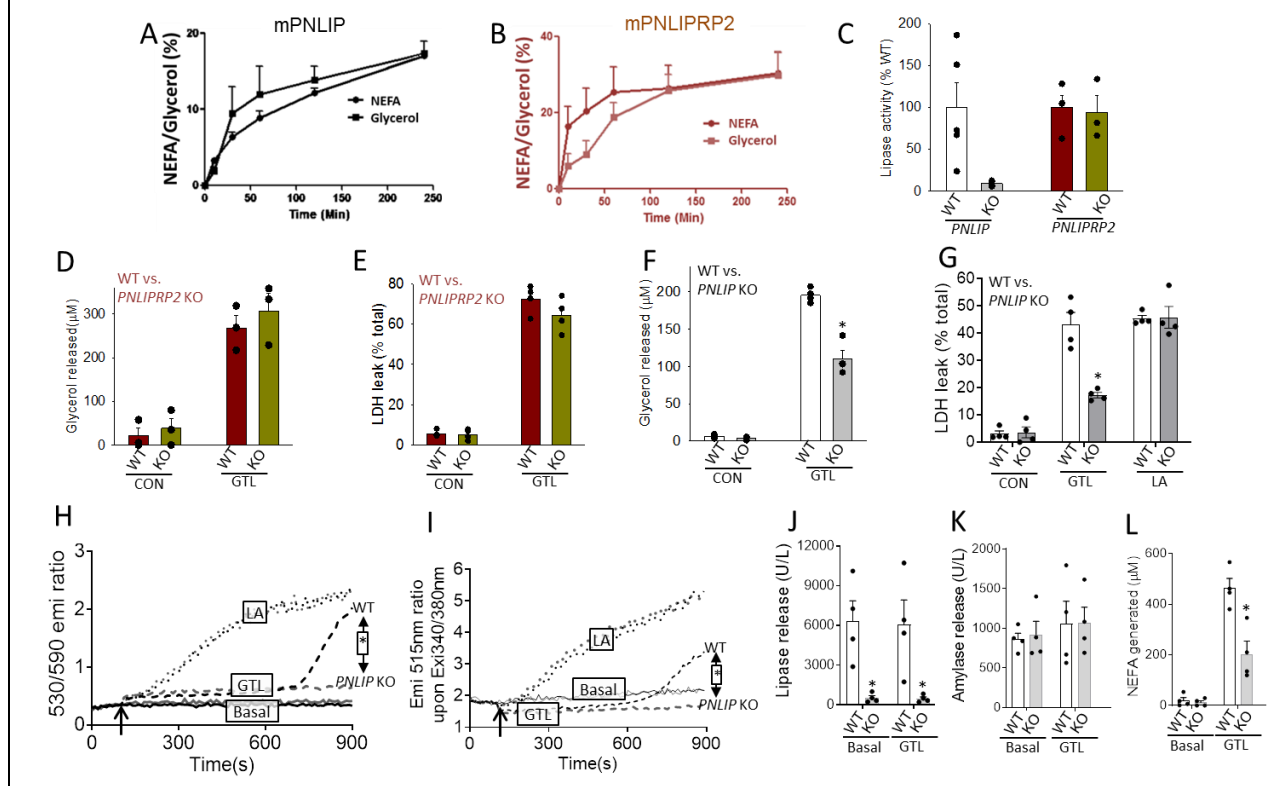 A
mPNLIP
NEFA/Glycerol (%)
20
10
0
NEFA
Glycerol
0 50 100 150 200 250
Time (Min)
B
mPNLIPRP2
NEFA/Glycerol (%)
40
20
0
NEFA
Glycerol
0 50 100 150 200 250
Time (Min)
C
Lipase activity (% WT)
200
150
100
50
0
WT KO WT KO
PNLIP PNLIPRP2
D
WT vs.
PNLIPRP2 KO
Glycerol released(μM)
300
200
100
0
WT KO WT KO
CON GTL
E
WT vs.
PNLIPRP2 KO
LDH leak (% total)
80
60
40
20
0
WT KO WT KO
CON GTL
F
WT vs.
PNLIP KO
Glycerol released (μM)
200
150
100
50
0
*
WT KO WT KO
CON GTL
G
WT vs.
PNLIP KO
LDH leak (% total)
60
50
40
30
20
10
0
*
WT KO WT KO WT KO
CON GTL LA
H
530/590 emi ratio
3
2
1
0
LA
WT
*
PNLIP KO
GTL
Basal
0 300 600 900
Time(s)
I
Emi 515nm ratio
upon Exi340/380nm
6
5
4
3
2
1
LA
WT
*
Basal
PNLIP KO
GTL
0 300 600 900
Time(s)
J
Lipase release (U/L)
12000
9000
6000
3000
0
* *
WT KO WT KO
Basal GTL
K
Amylase release (U/L)
2000
1500
1000
500
0
WT KO WT KO
Basal GTL
L
NEFA generated (μM)
600
400
200
0
*
WT KO WT KO
Basal GTL